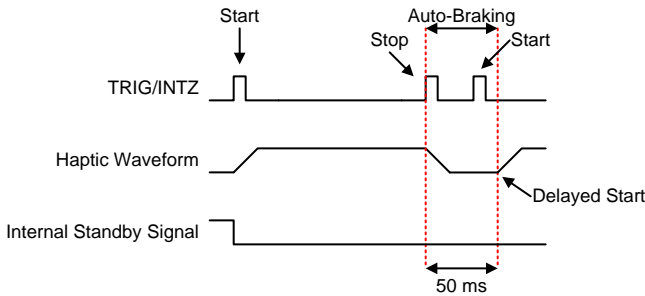 Start
Auto-Braking
Stop
Start
TRIG/INTZ
Haptic Waveform
Delayed Start
Internal Standby Signal
50 ms